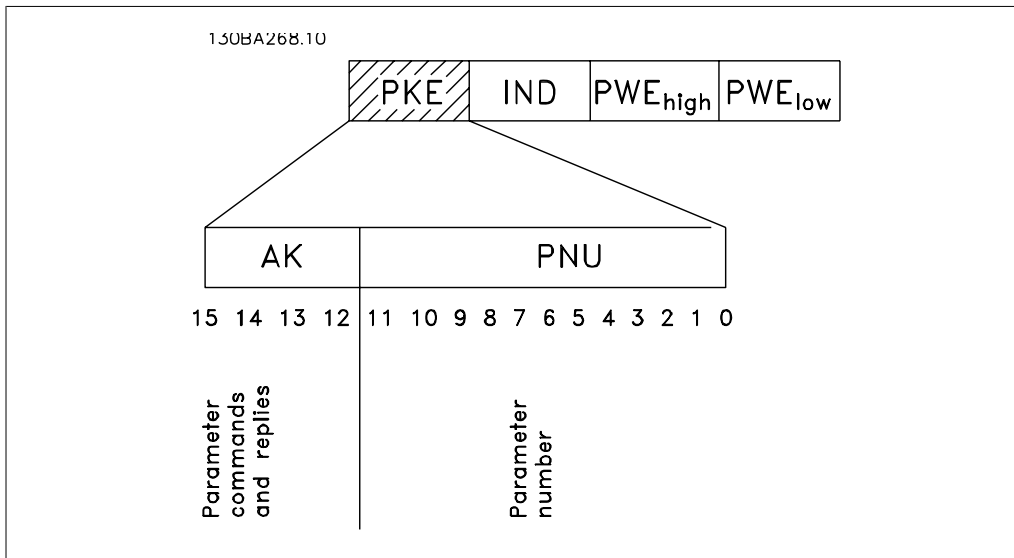 130BA268.10
PKE IND PWEhigh PWElow
AK PNU
15 14 13 12 11 10 9 8 7 6 5 4 3 2 1 0
Parameter
commands
and replies
Parameter
number